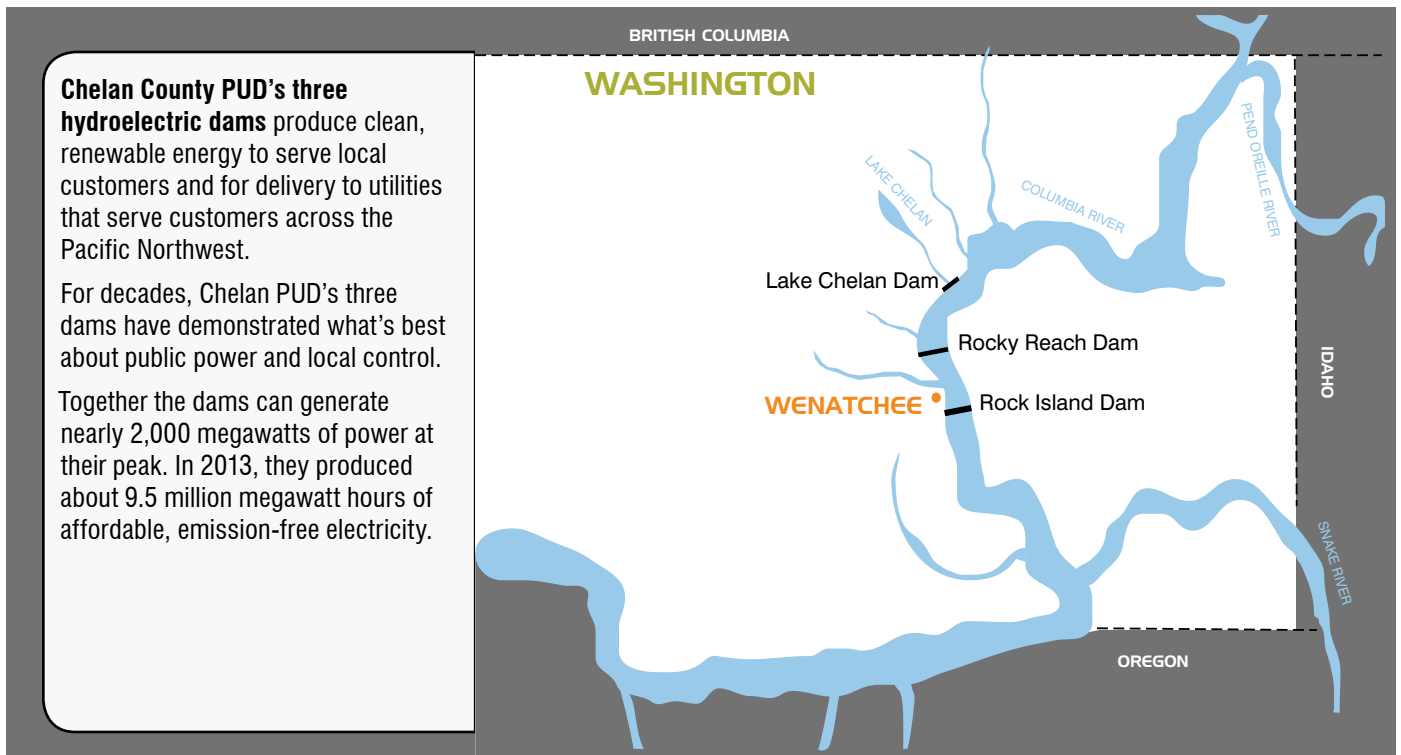 Chelan County PUD’s three
hydroelectric dams produce clean,
renewable energy to serve local
customers and for delivery to utilities
that serve customers across the
Pacific Northwest.
For decades, Chelan PUD’s three
dams have demonstrated what’s best
about public power and local control.
Together the dams can generate
nearly 2,000 megawatts of power at
their peak. In 2013, they produced
about 9.5 million megawatt hours of
affordable, emission-free electricity.
BRITISH COLUMBIA
WASHINGTON
PEND OREILLE RIVER
LAKE CHELAN
COLUMBIA RIVER
Lake Chelan Dam
Rocky Reach Dam
IDAHO
WENATCHEE
Rock Island Dam
SNAKE RIVER
OREGON